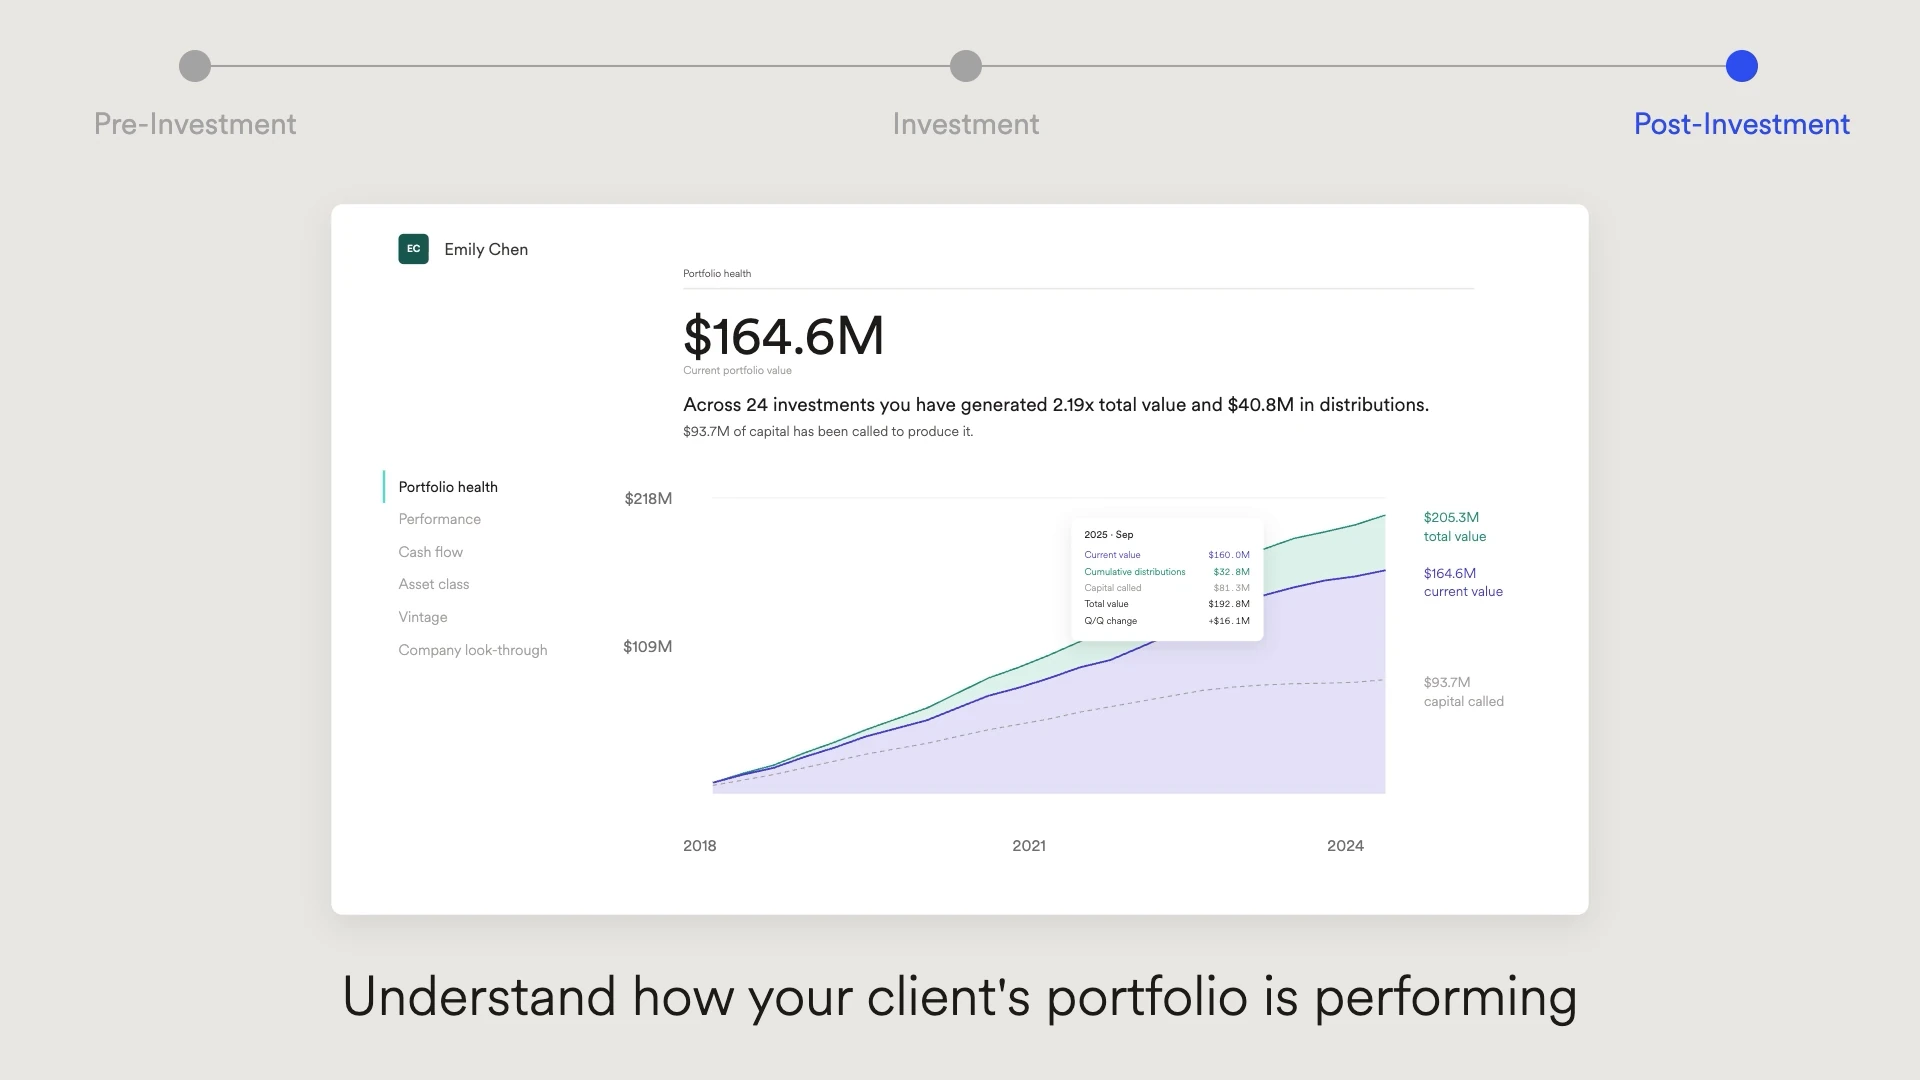 Pre-Investment
Investment
Post-Investment
EC
Emily Chen
Portfolio health
$164.6M
Current portfolio value
Across 24 investments you have generated 2.19x total value and $40.8M in distributions.
$93.7M of capital has been called to produce it.
Portfolio health
Performance
Cash flow
Asset class
Vintage
Company look-through
$218M
$109M
2025 · Sep
Current value $160.0M
Cumulative distributions $32.8M
Capital called $81.3M
Total value $192.8M
Q/Q change +$16.1M
$205.3M
total value
$164.6M
current value
$93.7M
capital called
2018
2021
2024
Understand how your client's portfolio is performing